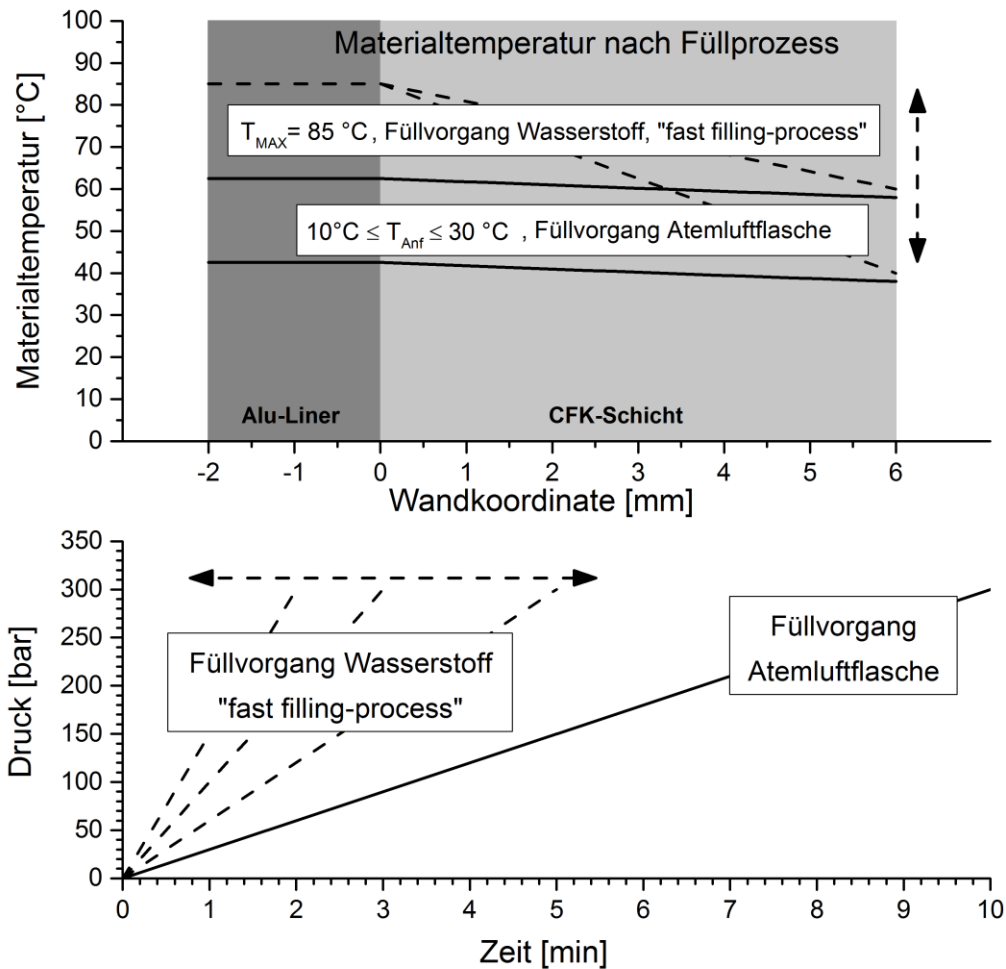 Materialtemperatur nach Füllprozess
Materialtemperatur [°C]
100
90
80
70
60
50
40
30
20
10
0
T_MAX = 85 °C, Füllvorgang Wasserstoff, "fast filling-process"
10°C ≤ T_Anf ≤ 30 °C , Füllvorgang Atemluftflasche
Alu-Liner
CFK-Schicht
-2 -1 0 1 2 3 4 5 6
Wandkoordinate [mm]
Druck [bar]
350
300
250
200
150
100
50
0
Füllvorgang Wasserstoff
"fast filling-process"
Füllvorgang
Atemluftflasche
0 1 2 3 4 5 6 7 8 9 10
Zeit [min]